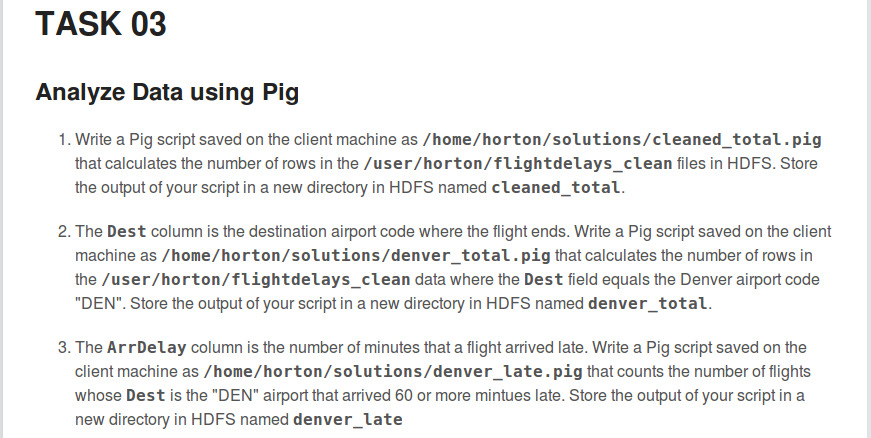 TASK 03
Analyze Data using Pig
1. Write a Pig script saved on the client machine as /home/horton/solutions/cleaned_total.pig
that calculates the number of rows in the /user/horton/flightdelays_clean files in HDFS. Store
the output of your script in a new directory in HDFS named cleaned_total.
2. The Dest column is the destination airport code where the flight ends. Write a Pig script saved on the client
machine as /home/horton/solutions/denver_total.pig that calculates the number of rows in
the /user/horton/flightdelays_clean data where the Dest field equals the Denver airport code
"DEN". Store the output of your script in a new directory in HDFS named denver_total.
3. The ArrDelay column is the number of minutes that a flight arrived late. Write a Pig script saved on the
client machine as /home/horton/solutions/denver_late.pig that counts the number of flights
whose Dest is the "DEN" airport that arrived 60 or more mintues late. Store the output of your script in a
new directory in HDFS named denver_late